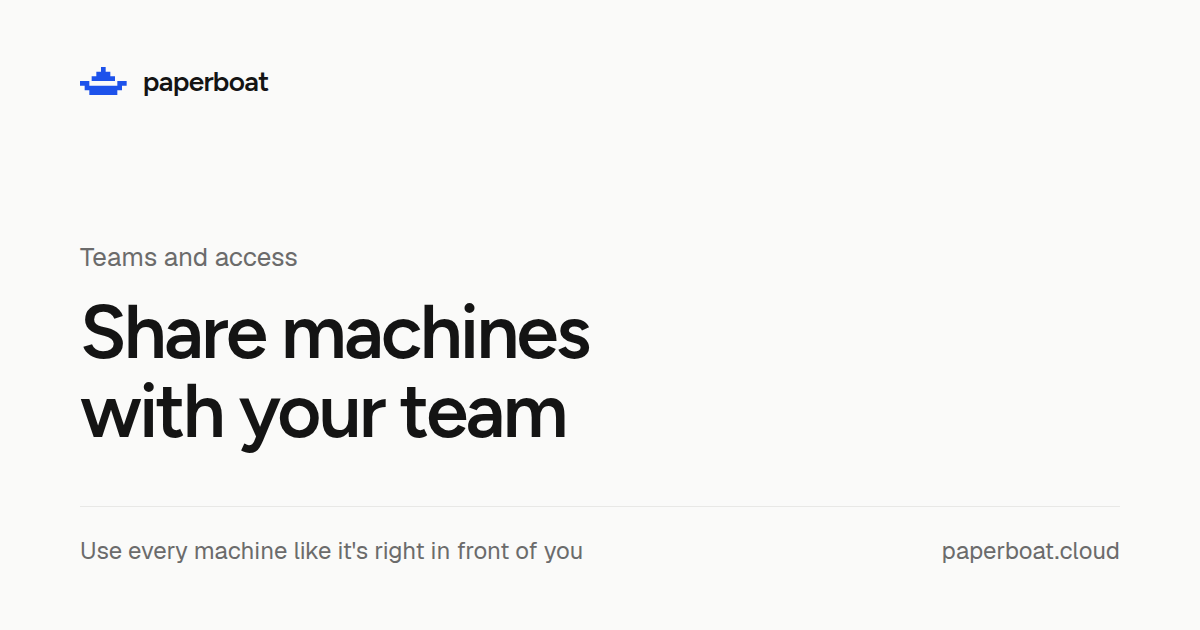 paperboat
Teams and access
Share machines
with your team
Use every machine like it's right in front of you
paperboat.cloud